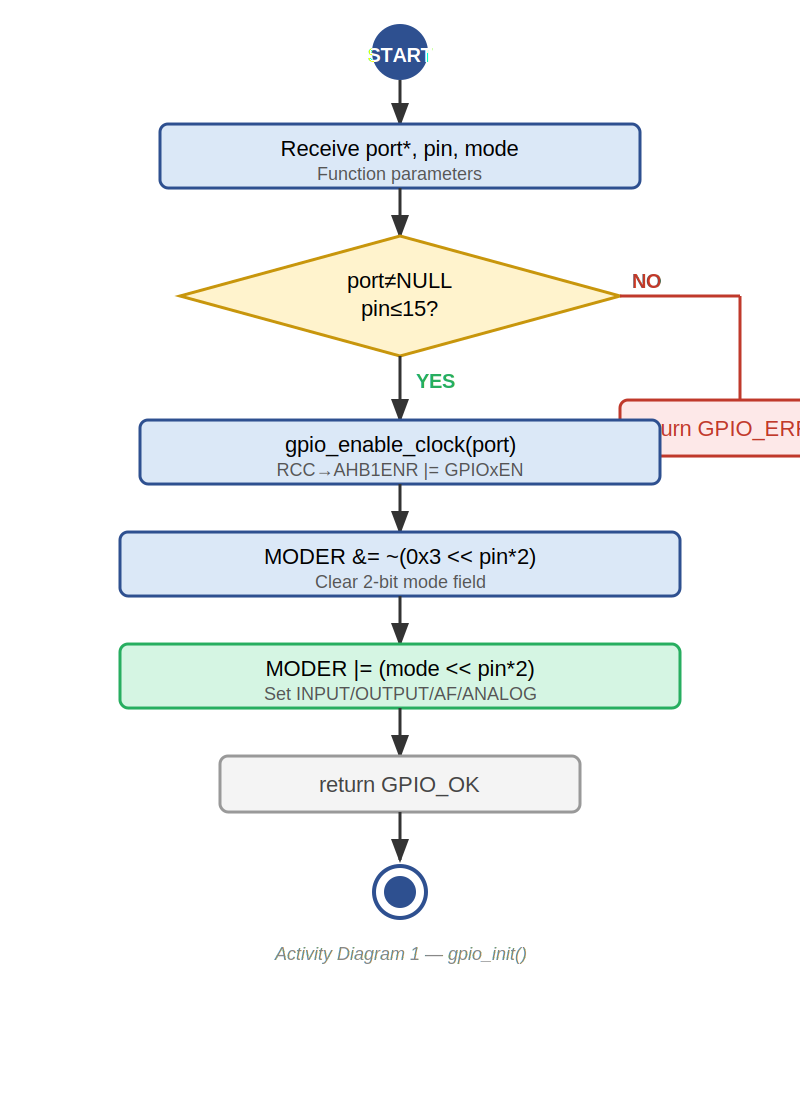 START
Receive port*, pin, mode
Function parameters
port≠NULL
pin≤15?
NO
YES
GPIO_ERR
gpio_enable_clock(port)
RCC→AHB1ENR |= GPIOxEN
MODER &= ~(0x3 << pin*2)
Clear 2-bit mode field
MODER |= (mode << pin*2)
Set INPUT/OUTPUT/AF/ANALOG
return GPIO_OK
Activity Diagram 1 — gpio_init()